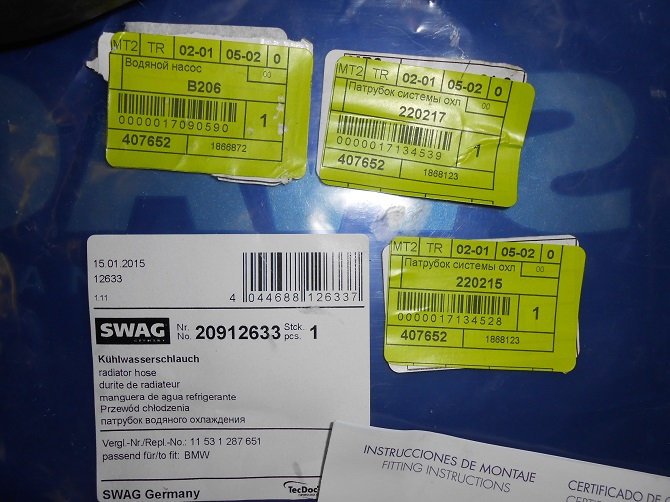 MT2 TR 02-01 05-02 0
Водяной насос 00
B206
0000017090590 1
407652 1866872
MT2 TR 02-01 05-02 0
Патрубок системы охл 00
220217
0000017134539 1
407652 1868123
MT2 TR 02-01 05-02 0
Патрубок системы охл 00
220215
0000017134528 1
407652 1868123
15.01.2015
12633
1.11
4 044688 126337
SWAG GERMANY Nr. No. 20912633 Stck. pcs. 1
Kühlwasserschlauch
radiator hose
durite de radiateur
manguera de agua refrigerante
Przewód chłodzenia
патрубок водяного охлаждения
Vergl.-Nr/Repl.-No.: 11 53 1 287 651
passend für/to fit: BMW
SWAG Germany TecDoc
INSTRUCCIONES DE MONTAJE
FITTING INSTRUCTIONS
CERTIFICADO DE